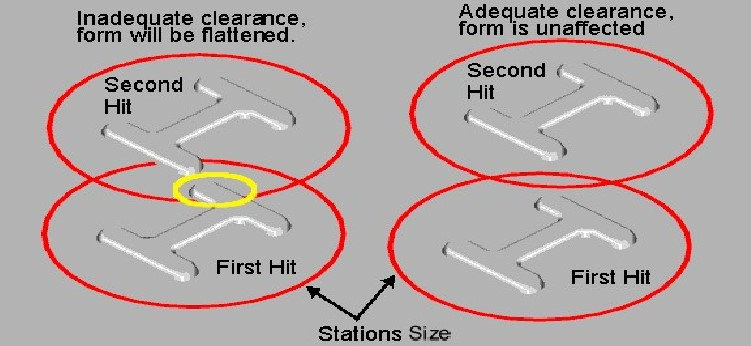 Inadequate clearance,
form will be flattened.
Adequate clearance,
form is unaffected
Second
Hit
First Hit
Second
Hit
First Hit
Stations Size